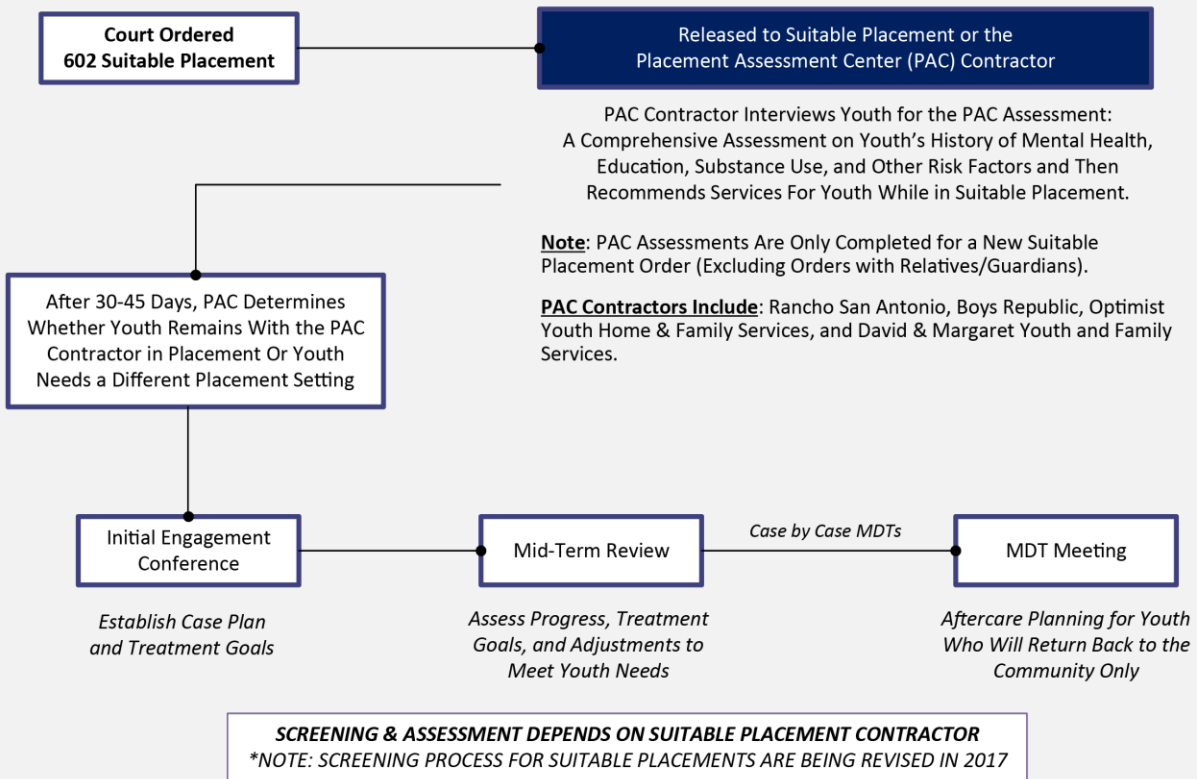 Court Ordered
602 Suitable Placement
Released to Suitable Placement or the
Placement Assessment Center (PAC) Contractor
PAC Contractor Interviews Youth for the PAC Assessment:
A Comprehensive Assessment on Youth’s History of Mental Health,
Education, Substance Use, and Other Risk Factors and Then
Recommends Services For Youth While in Suitable Placement.
Note: PAC Assessments Are Only Completed for a New Suitable
Placement Order (Excluding Orders with Relatives/Guardians).
PAC Contractors Include: Rancho San Antonio, Boys Republic, Optimist
Youth Home & Family Services, and David & Margaret Youth and Family
Services.
After 30-45 Days, PAC Determines
Whether Youth Remains With the PAC
Contractor in Placement Or Youth
Needs a Different Placement Setting
Initial Engagement
Conference
Establish Case Plan
and Treatment Goals
Mid-Term Review
Assess Progress, Treatment
Goals, and Adjustments to
Meet Youth Needs
Case by Case MDTs
MDT Meeting
Aftercare Planning for Youth
Who Will Return Back to the
Community Only
SCREENING & ASSESSMENT DEPENDS ON SUITABLE PLACEMENT CONTRACTOR
*NOTE: SCREENING PROCESS FOR SUITABLE PLACEMENTS ARE BEING REVISED IN 2017